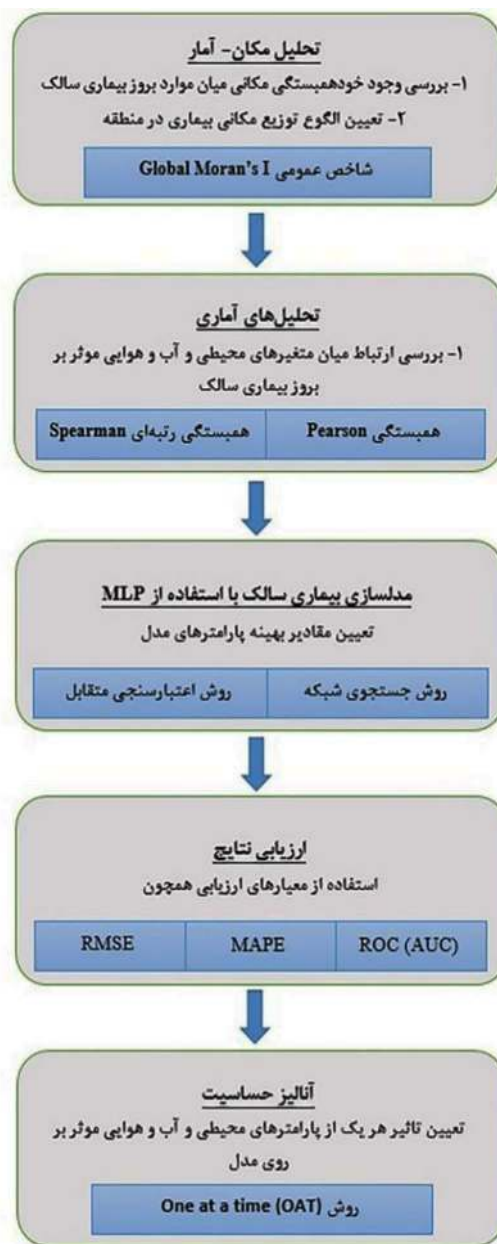 تحلیل مکان- آمار
۱- بررسی وجود خودهمبستگی مکانی میان موارد بروز بیماری سالک
۲- تعیین الگوع توزیع مکانی بیماری در منطقه
شاخص عمومی Global Moran's I
تحلیل‌های آماری
۱- بررسی ارتباط میان متغیرهای محیطی و آب و هوایی موثر بر
بروز بیماری سالک
همبستگی Pearson
همبستگی رتبه‌ای Spearman
مدلسازی بیماری سالک با استفاده از MLP
تعیین مقادیر بهینه پارامترهای مدل
روش جستجوی شبکه
روش اعتبارسنجی متقابل
ارزیابی نتایج
استفاده از معیارهای ارزیابی همچون
ROC (AUC)
MAPE
RMSE
آنالیز حساسیت
تعیین تاثیر هر یک از پارامترهای محیطی و آب و هوایی موثر بر
روی مدل
روش One at a time (OAT)